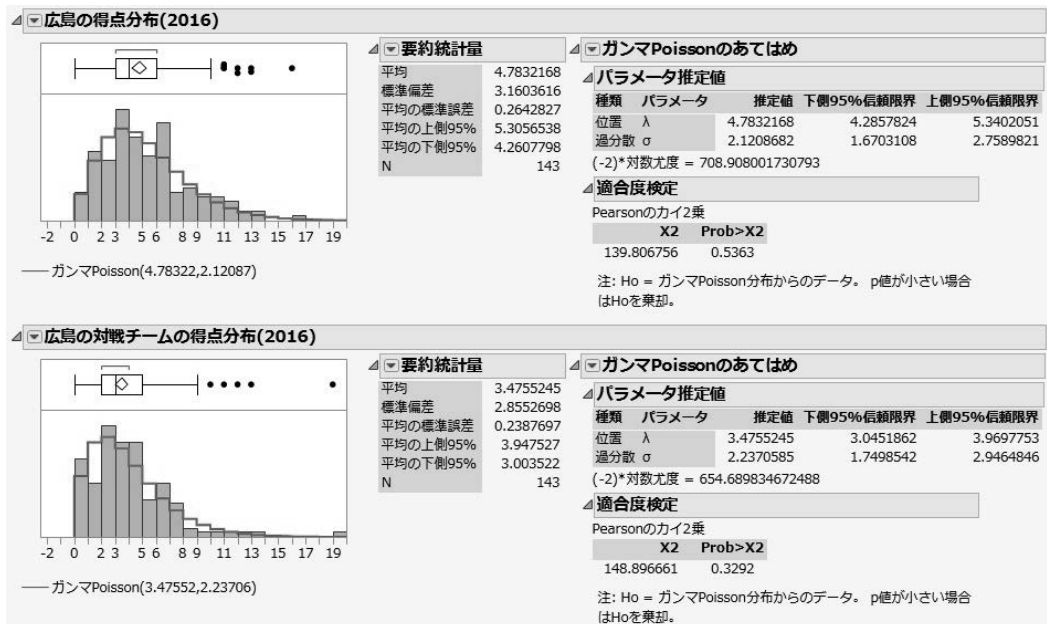 広島の得点分布(2016)
-2 0 2 3 5 6 8 9 11 13 15 17 19
ガンマPoisson(4.78322,2.12087)
要約統計量
平均 4.7832168
標準偏差 3.1603616
平均の標準誤差 0.2642827
平均の上側95% 5.3056538
平均の下側95% 4.2607798
N 143
ガンマPoissonのあてはめ
パラメータ推定値
種類 パラメータ 推定値 下側95%信頼限界 上側95%信頼限界
位置 λ 4.7832168 4.2857824 5.3402051
過分散 σ 2.1208682 1.6703108 2.7589821
(-2)*対数尤度 = 708.908001730793
適合度検定
Pearsonのカイ2乗
X2 Prob>X2
139.806756 0.5363
注: Ho = ガンマPoisson分布からのデータ。 p値が小さい場合
はHoを棄却。
広島の対戦チームの得点分布(2016)
-2 0 2 3 5 6 8 9 11 13 15 17 19
ガンマPoisson(3.47552,2.23706)
要約統計量
平均 3.4755245
標準偏差 2.8552698
平均の標準誤差 0.2387697
平均の上側95% 3.947527
平均の下側95% 3.003522
N 143
ガンマPoissonのあてはめ
パラメータ推定値
種類 パラメータ 推定値 下側95%信頼限界 上側95%信頼限界
位置 λ 3.4755245 3.0451862 3.9697753
過分散 σ 2.2370585 1.7498542 2.9464846
(-2)*対数尤度 = 654.689834672488
適合度検定
Pearsonのカイ2乗
X2 Prob>X2
148.896661 0.3292
注: Ho = ガンマPoisson分布からのデータ。 p値が小さい場合
はHoを棄却。